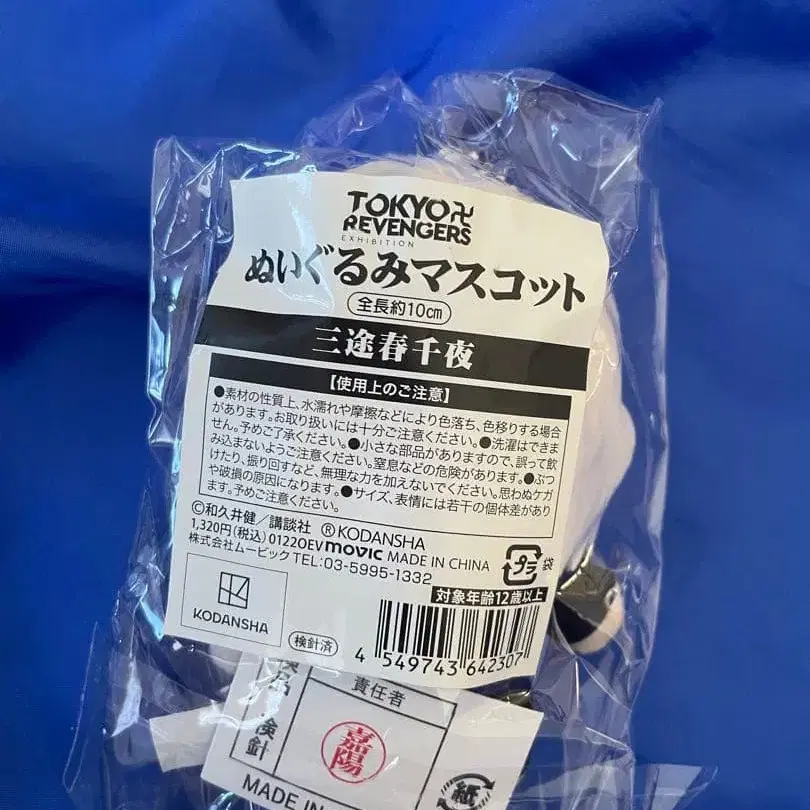 TOKYO卍
REVENGERS
EXHIBITION
ぬいぐるみマスコット
全長約10㎝
三途春千夜
【使用上のご注意】
●素材の性質上、水濡れや摩擦などにより色落ち、色移りする場合
があります。お取り扱いには十分ご注意ください。●洗濯はできま
せん。予めご了承ください。●小さな部品がありますので、誤って飲
み込まないようご注意ください。窒息などの危険があります。●ぶつ
けたり、振り回すなど、無理な力を加えないでください。思わぬケガ
や破損の原因になります。●サイズ、表情には若干の個体差があり
ます。予めご注意ください。
©和久井健／講談社 ®KODANSHA
1,320円(税込) 01220EV movic MADE IN CHINA
株式会社ムービック TEL:03-5995-1332
プラ 袋
対象年齢12歳以上
KODANSHA
検針済
4 549743 642307
責任者
検針
嘉陽
MADE IN
紙